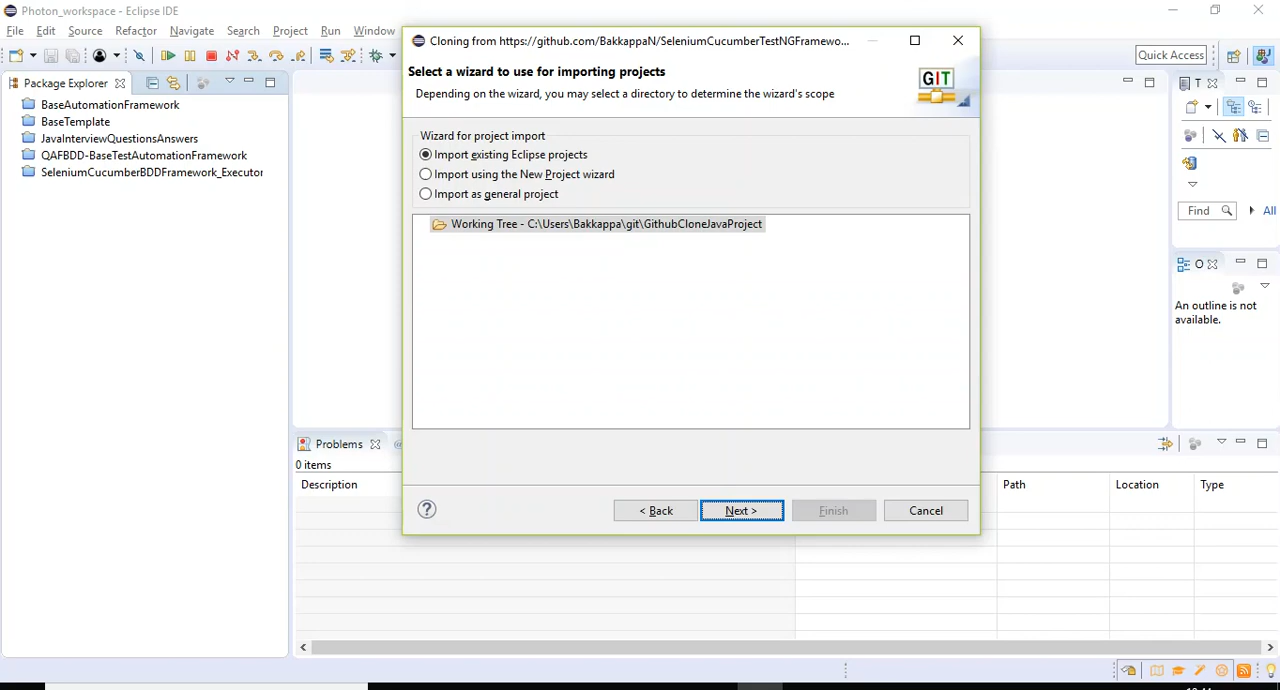 Photon_workspace - Eclipse IDE
File Edit Source Refactor Navigate Search Project Run Window
Quick Access
Package Explorer
BaseAutomationFramework
BaseTemplate
JavaInterviewQuestionsAnswers
QAFBDD-BaseTestAutomationFramework
SeleniumCucumberBDDFramework_Executor
Cloning from https://github.com/BakkappaN/SeleniumCucumberTestNGFramewo...
Select a wizard to use for importing projects
Depending on the wizard, you may select a directory to determine the wizard's scope
GIT
Wizard for project import
Import existing Eclipse projects
Import using the New Project wizard
Import as general project
Working Tree - C:\Users\Bakkappa\git\GithubCloneJavaProject
?
< Back Next > Finish Cancel
T
Find All
O
An outline is not
available.
Problems
0 items
Description Path Location Type